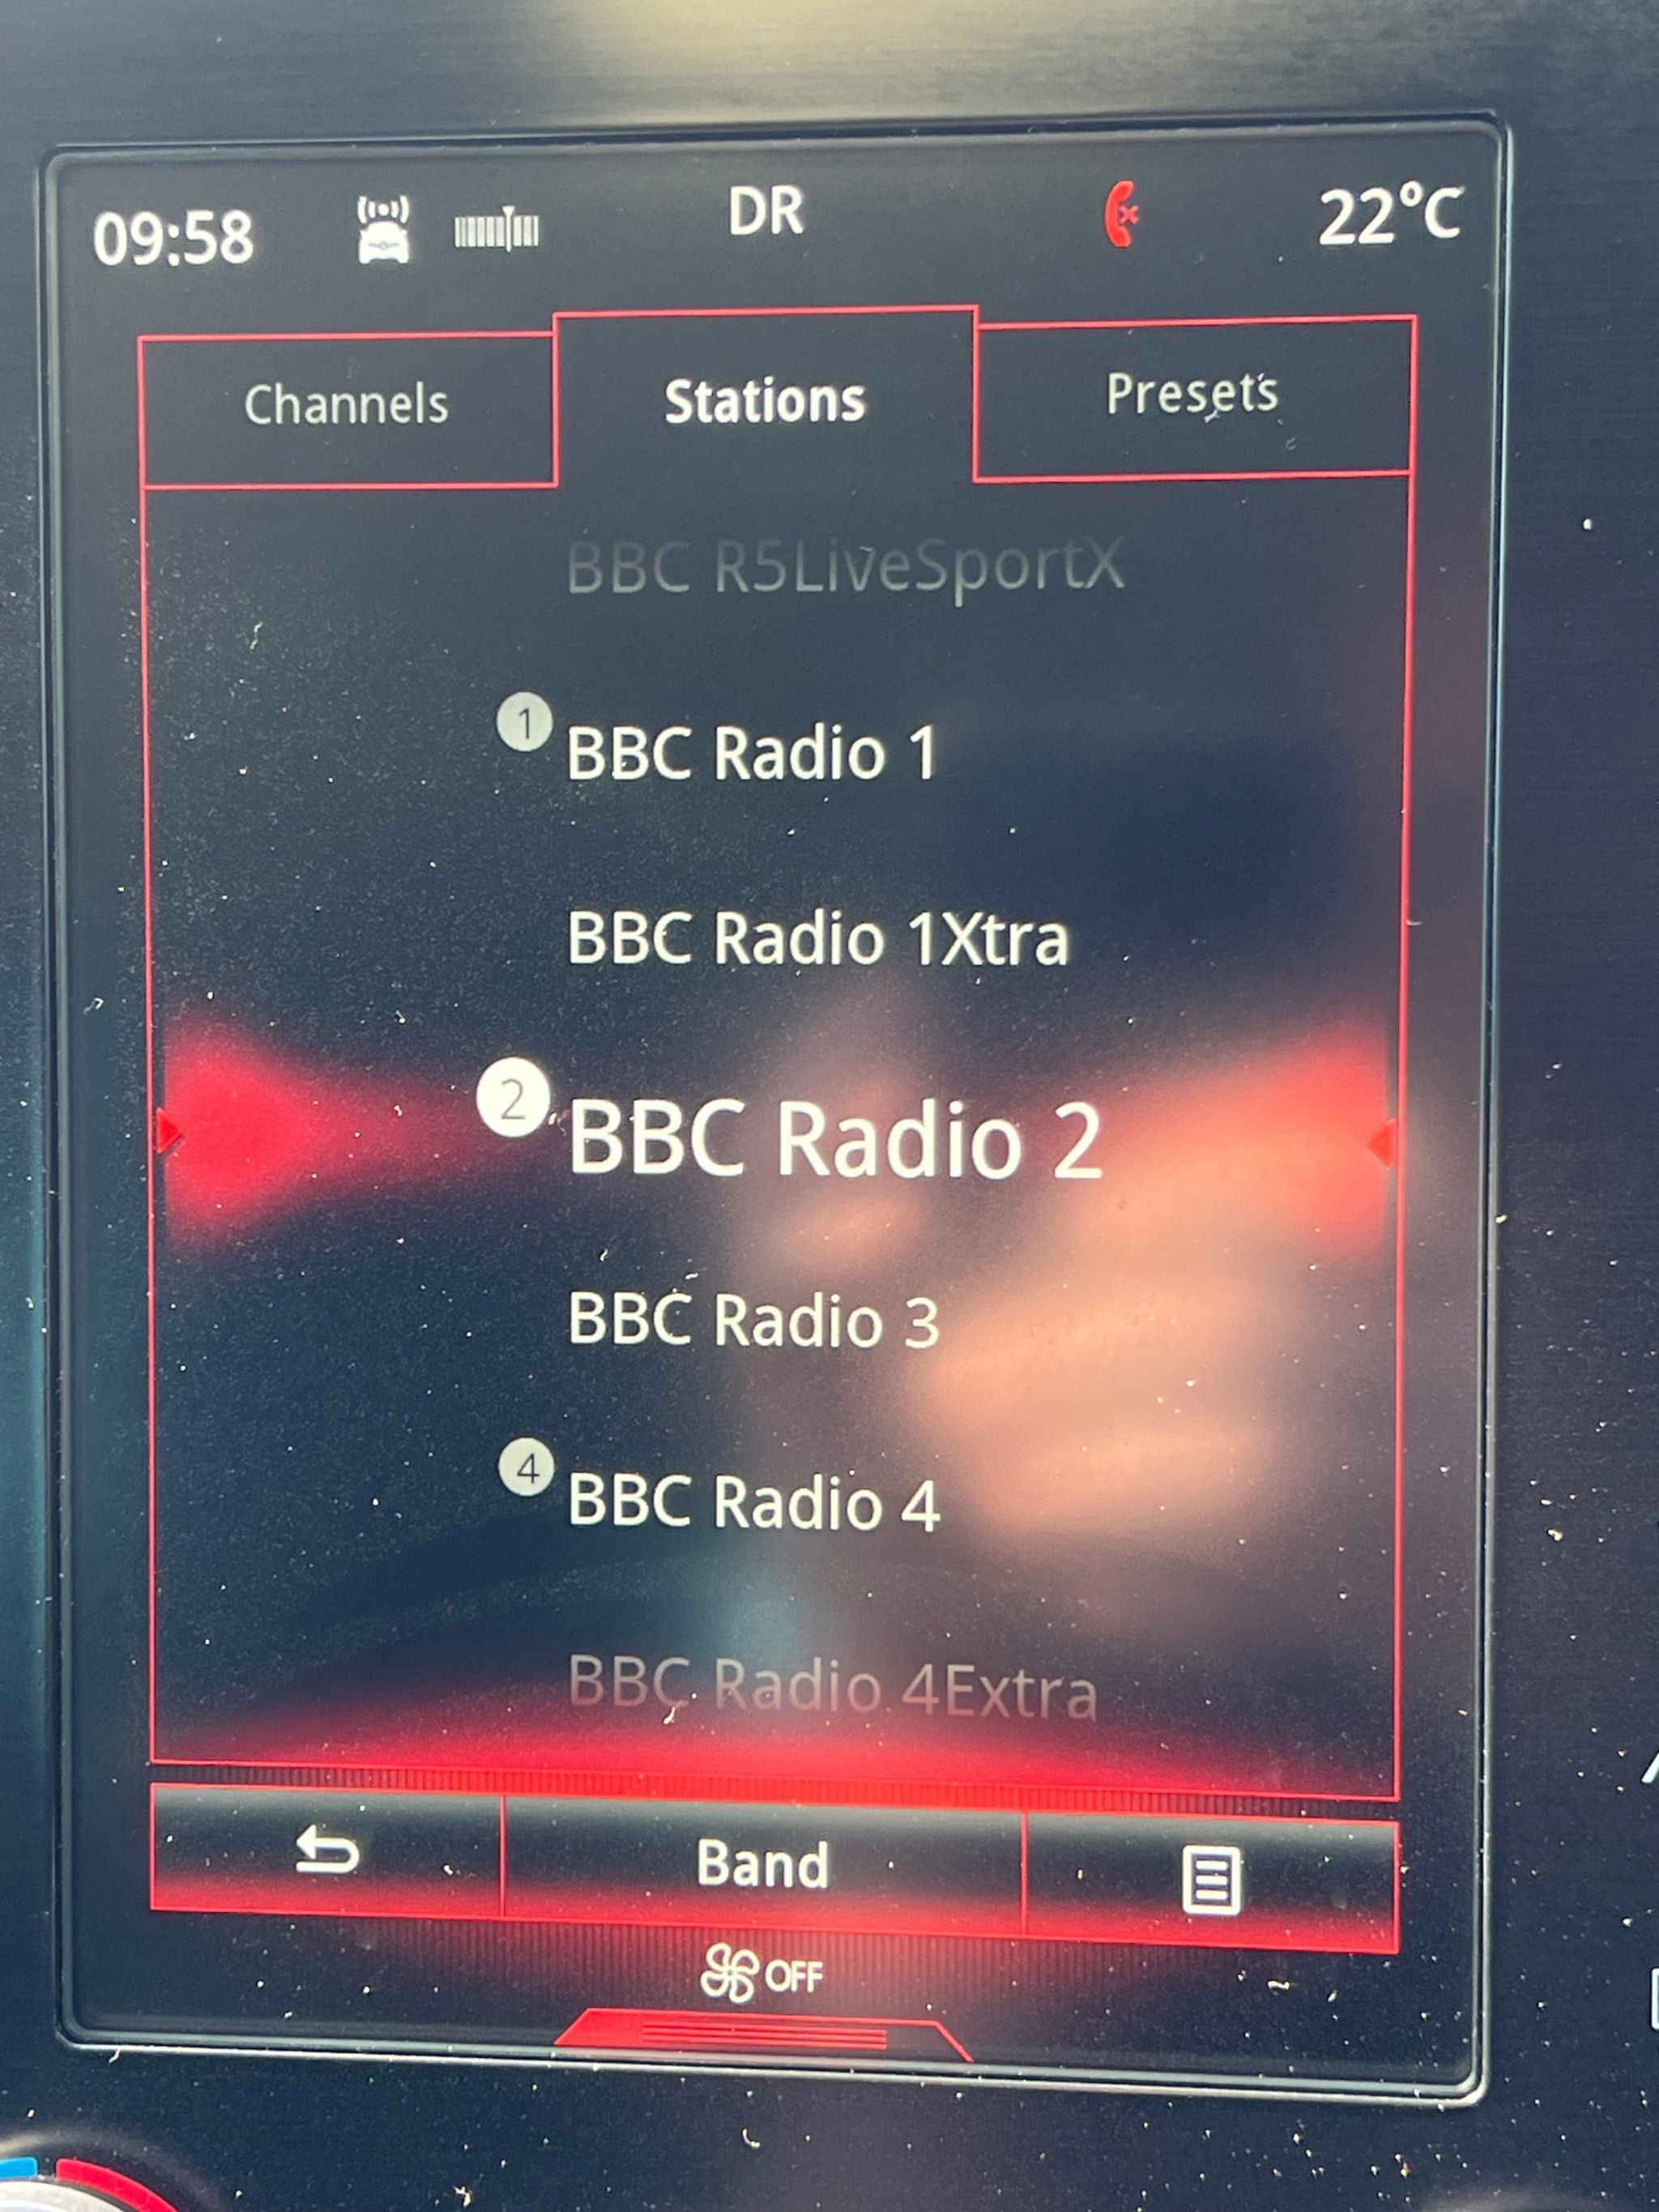 09:58 DR 22°C
Channels Stations Presets
BBC R5LiveSportX
1 BBC Radio 1
BBC Radio 1Xtra
2 BBC Radio 2
BBC Radio 3
4 BBC Radio 4
BBC Radio 4Extra
Band
OFF